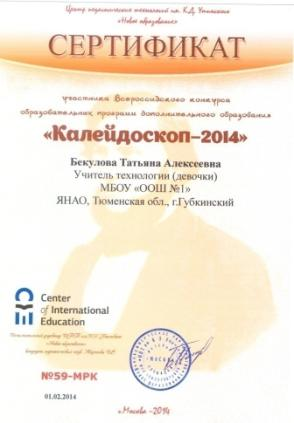 Центр педагогических технологий им. К.Д. Ушинского
«Новое образование»
СЕРТИФИКАТ
участника Всероссийского конкурса
образовательных программ дополнительного образования
«Калейдоскоп-2014»
Бекулова Татьяна Алексеевна
Учитель технологии (девочки)
МБОУ «ООШ №1»
ЯНАО, Тюменская обл., г.Губкинский
Center
of International
Education
«Новое образование»
№59-МРК
01.02.2014
«Москва -2014